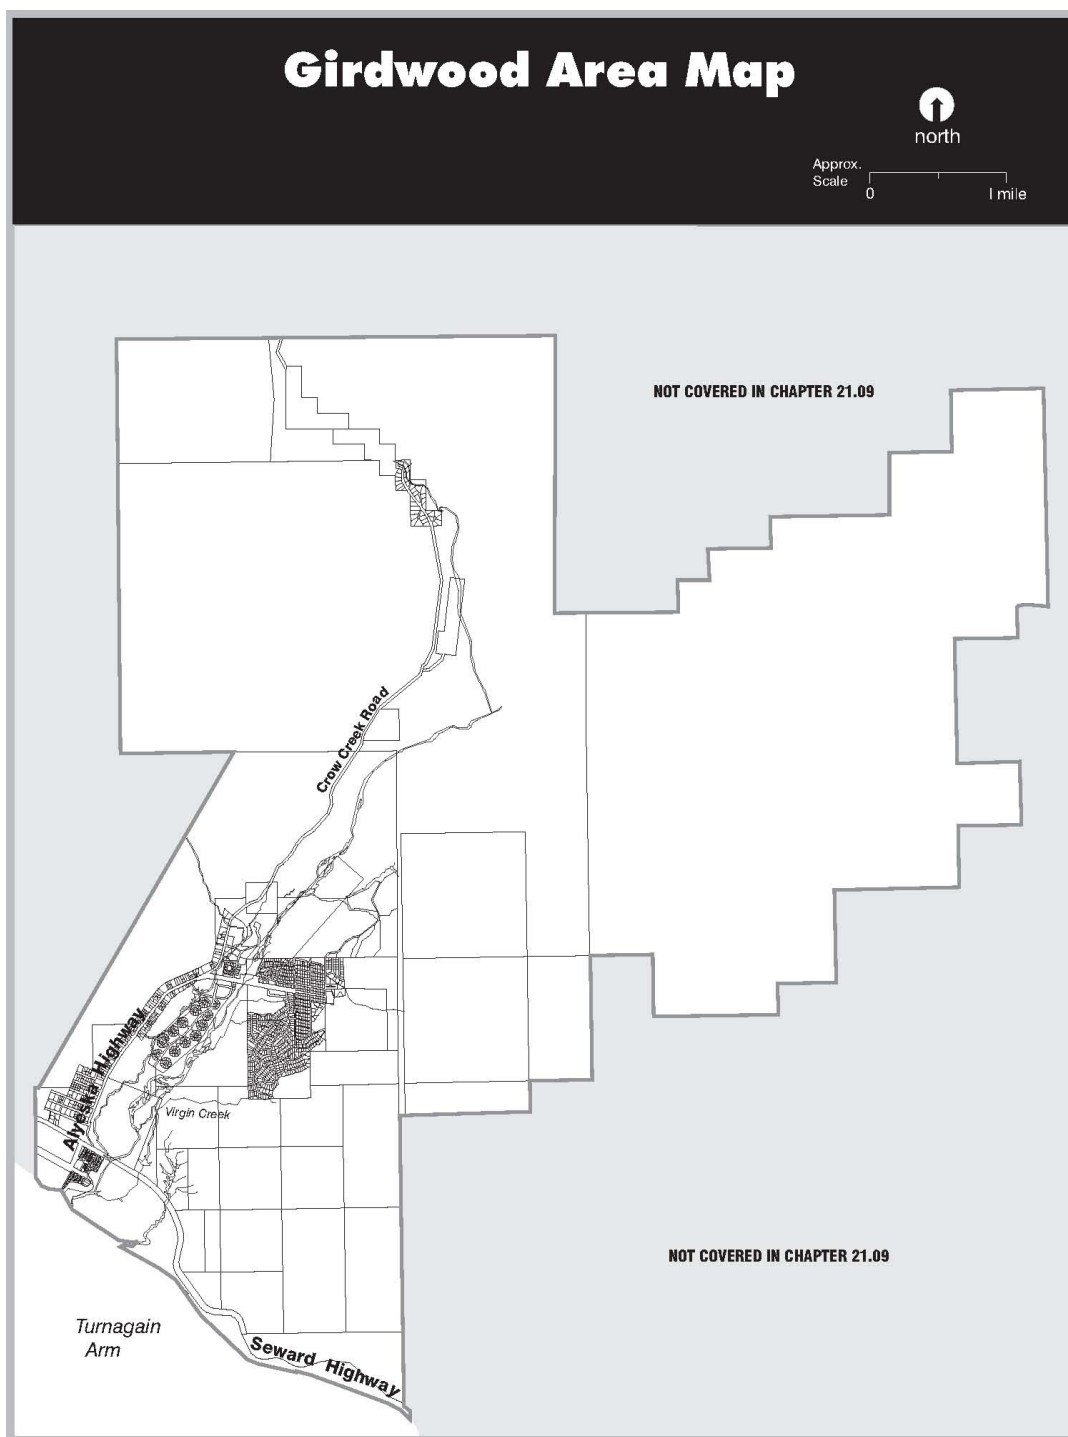 Girdwood Area Map
north
Approx.
Scale
0
1 mile
NOT COVERED IN CHAPTER 21.09
Crow Creek Road
Alyeska Highway
Virgin Creek
NOT COVERED IN CHAPTER 21.09
Turnagain
Arm
Seward Highway